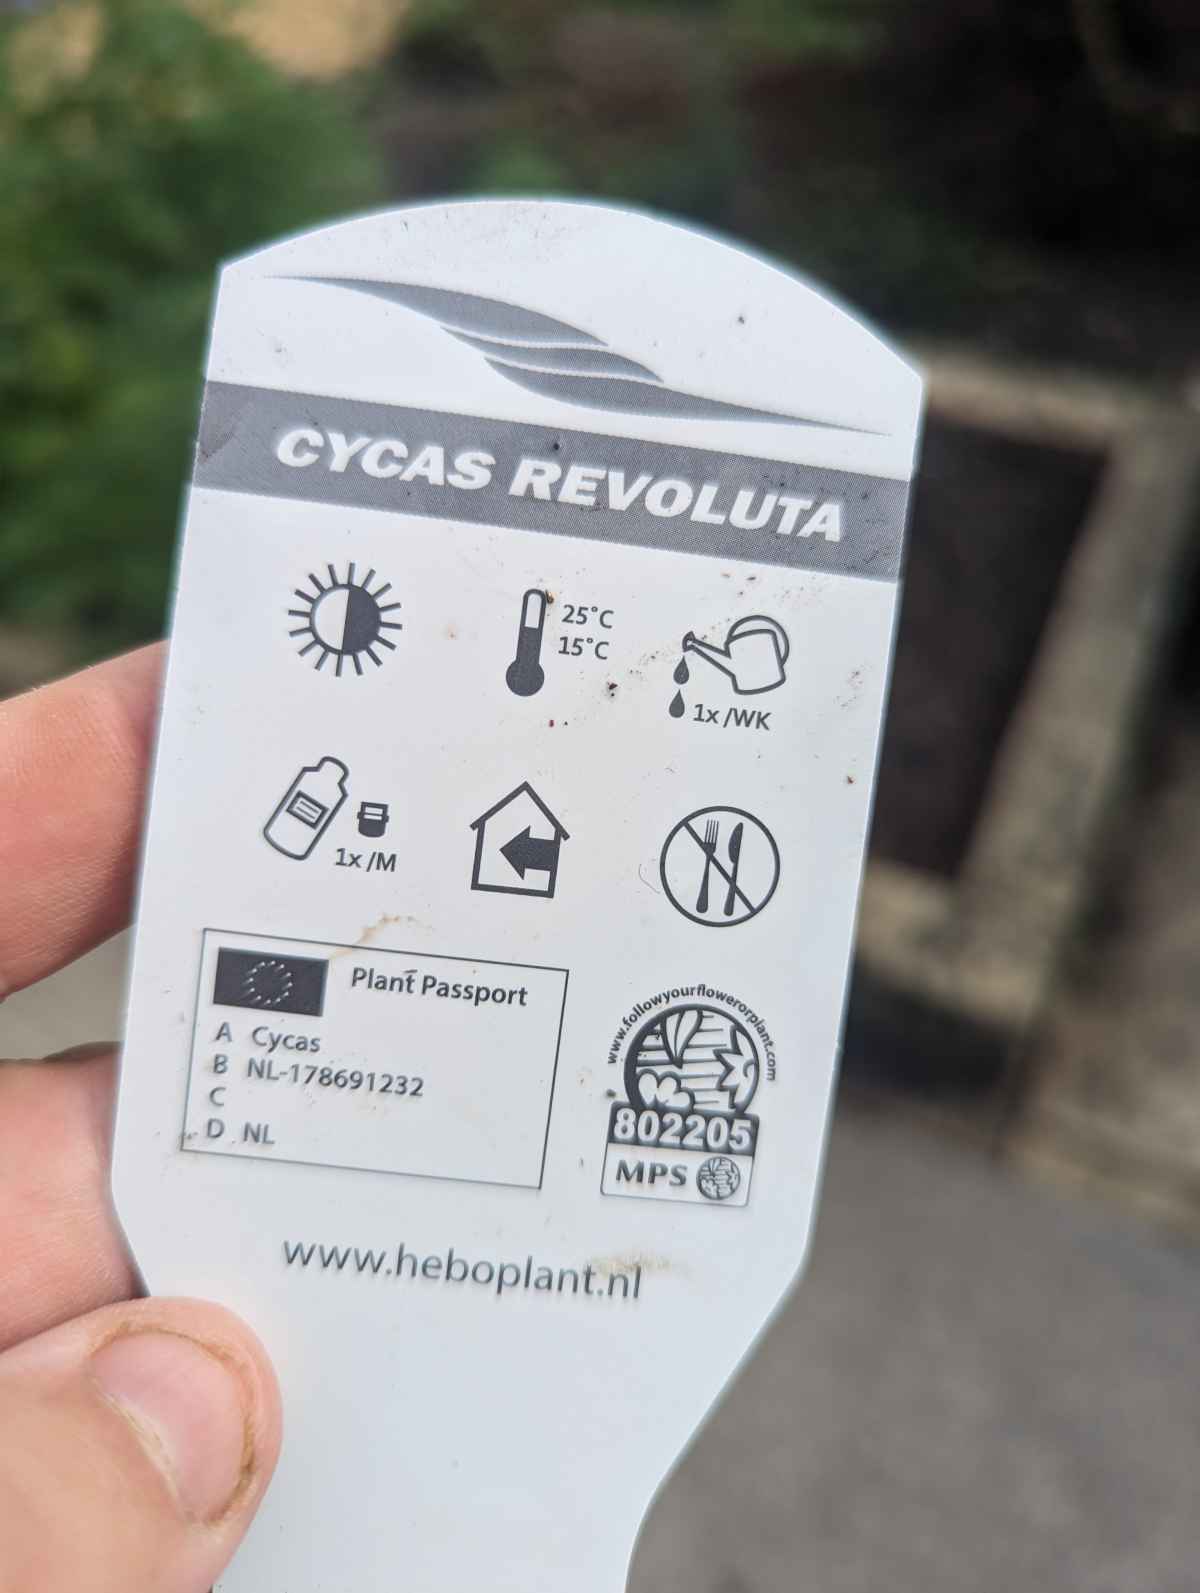 CYCAS REVOLUTA
25°C
15°C
1x /WK
1x /M
Plant Passport
A Cycas
B NL-178691232
C
D NL
www.followyourflowerorplant.com
802205
MPS
www.heboplant.nl